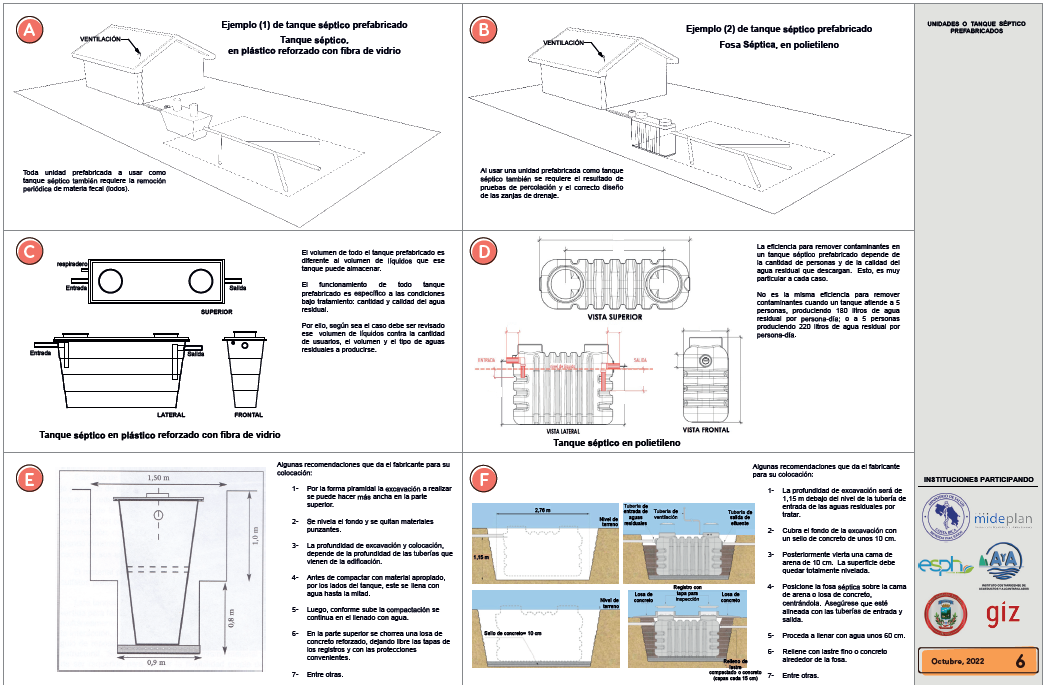 A
Ejemplo (1) de tanque séptico prefabricado
Tanque séptico,
en plástico reforzado con fibra de vidrio
VENTILACIÓN
Toda unidad prefabricada a usar como
tanque séptico también requiere la remoción
periódica de materia fecal (lodos).
B
Ejemplo (2) de tanque séptico prefabricado
Fosa Séptica, en polietileno
VENTILACIÓN
Al usar una unidad prefabricada como tanque
séptico también se requiere el resultado de
pruebas de percolación y el correcto diseño
de las zanjas de drenaje.
UNIDADES O TANQUE SÉPTICO
PREFABRICADOS
C
respiradero
Entrada
Salida
SUPERIOR
Entrada
Salida
LATERAL
FRONTAL
Tanque séptico en plástico reforzado con fibra de vidrio
El volumen de todo el tanque prefabricado es
diferente al volumen de líquidos que ese
tanque puede almacenar.
El funcionamiento de todo tanque
prefabricado es específico a las condiciones
bajo tratamiento: cantidad y calidad del agua
residual.
Por ello, según sea el caso debe ser revisado
ese volumen de líquidos contra la cantidad
de usuarios, el volumen y el tipo de aguas
residuales a producirse.
D
VISTA SUPERIOR
ENTRADA
SALIDA
VISTA LATERAL
VISTA FRONTAL
Tanque séptico en polietileno
La eficiencia para remover contaminantes en
un tanque séptico prefabricado depende de
la cantidad de personas y de la calidad del
agua residual que descargan. Esto, es muy
particular a cada caso.
No es la misma eficiencia para remover
contaminantes cuando un tanque atiende a 5
personas, produciendo 180 litros de agua
residual por persona-día; o a 5 personas
produciendo 220 litros de agua residual por
persona-día.
E
1,50 m
1,0 m
0,8 m
0,9 m
Algunas recomendaciones que da el fabricante para su
colocación:
1- Por la forma piramidal la excavación a realizar
se puede hacer más ancha en la parte
superior.
2- Se nivela el fondo y se quitan materiales
punzantes.
3- La profundidad de excavación y colocación,
depende de la profundidad de las tuberías que
vienen de la edificación.
4- Antes de compactar con material apropiado,
por los lados del tanque, este se llena con
agua hasta la mitad.
5- Luego, conforme sube la compactación se
continua en el llenado con agua.
6- En la parte superior se chorrea una losa de
concreto reforzado, dejando libre las tapas de
los registros y con las protecciones
convenientes.
7- Entre otras.
F
2,76 m
Nivel de
terreno
1,15 m
Tubería de
entrada de
aguas
residuales
Tubería de
ventilación
Tubería de
salida de
efluente
Nivel de
terreno
Sello de concreto= 10 cm
Losa de
concreto
Registro con
tapa para
inspección
Losa de
concreto
Relleno de
lastre
compactado o concreto
(capas cada 15 cm)
Algunas recomendaciones que da el fabricante
para su colocación:
1- La profundidad de excavación será de
1,15 m debajo del nivel de la tubería de
entrada de las aguas residuales por
tratar.
2- Cubra el fondo de la excavación con
un sello de concreto de unos 10 cm.
3- Posteriormente vierta una cama de
arena de 10 cm. La superficie debe
quedar totalmente nivelada.
4- Posicione la fosa séptica sobre la cama
de arena o losa de concreto,
centrándola. Asegúrese que esté
alineada con las tuberías de entrada y
salida.
5- Proceda a llenar con agua unos 60 cm.
6- Rellene con lastre fino o concreto
alrededor de la fosa.
7- Entre otras.
INSTITUCIONES PARTICIPANDO
MINISTERIO DE SALUD
mideplan
esph
AyA
INSTITUTO COSTARRICENSE DE
ACUEDUCTOS Y ALCANTARILLADOS
giz
Octubre, 2022
6